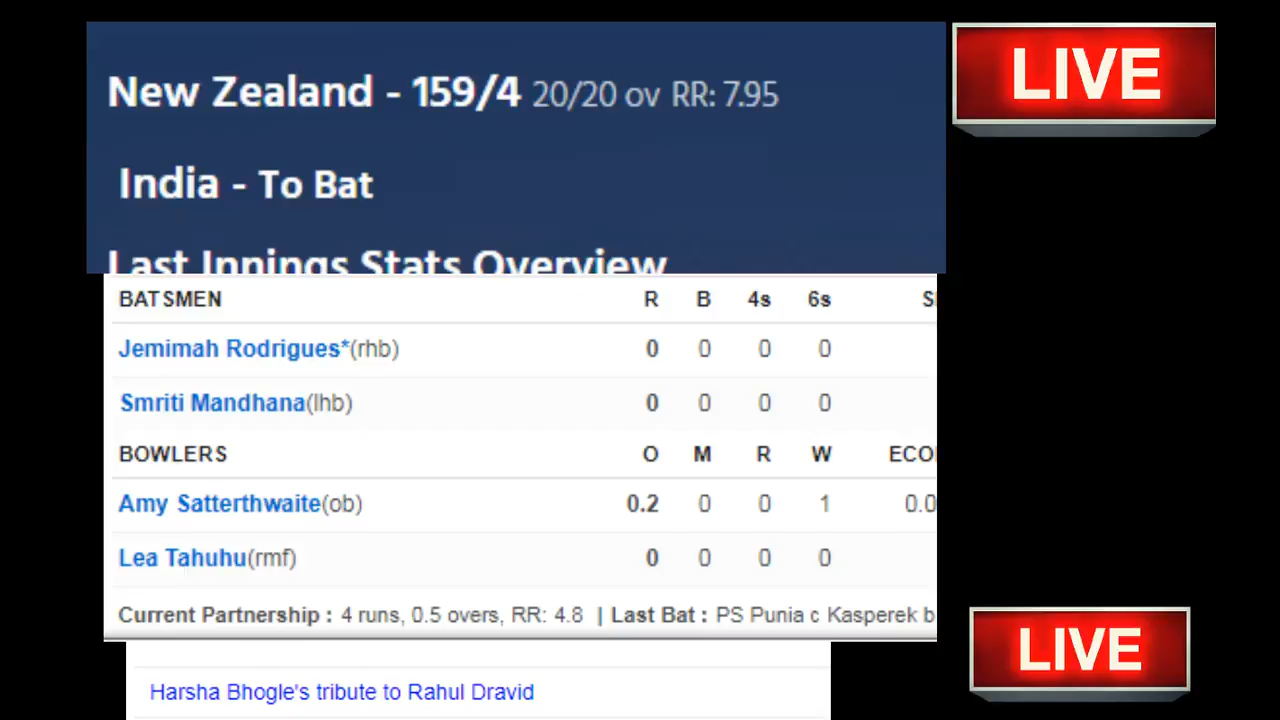 New Zealand - 159/4 20/20 ov RR: 7.95
LIVE
India - To Bat
Last Innings Stats Overview
BATSMEN R B 4s 6s
Jemimah Rodrigues*(rhb) 0 0 0 0
Smriti Mandhana(lhb) 0 0 0 0
BOWLERS O M R W ECO
Amy Satterthwaite(ob) 0.2 0 0 1 0.0
Lea Tahuhu(rmf) 0 0 0 0
Current Partnership : 4 runs, 0.5 overs, RR: 4.8 | Last Bat : PS Punia c Kasperek b
LIVE
Harsha Bhogle's tribute to Rahul Dravid